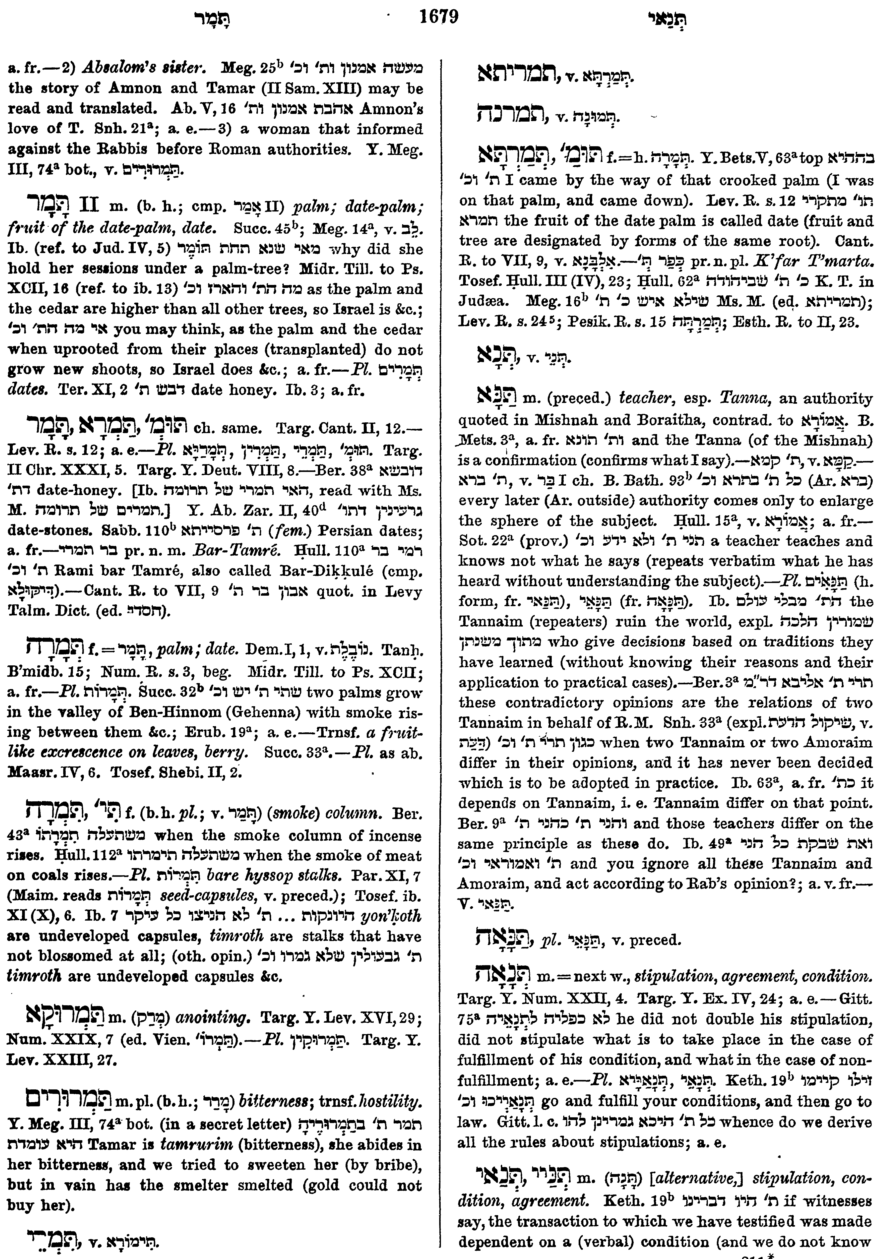 תָּמָר 1679 תְּנַאי
a. fr.—2) Absalom's sister. Meg. 25ᵇ מעשה אמנון ות' וכ'
the story of Amnon and Tamar (II Sam. XIII) may be
read and translated. Ab. V, 16 אהבת אמנון ות' Amnon's
love of T. Snh. 21ᵃ; a. e.—3) a woman that informed
against the Rabbis before Roman authorities. Y. Meg.
III, 74ᵃ bot., v. תַּמְרוּרִים.
תָּמָר II m. (b. h.; cmp. אָמַר II) palm; date-palm;
fruit of the date-palm, date. Succ. 45ᵇ; Meg. 14ᵃ, v. לֵב.
Ib. (ref. to Jud. IV, 5) מאי שנא תחת תּוֹמֶר why did she
hold her sessions under a palm-tree? Midr. Till. to Ps.
XCII, 16 (ref. to ib. 13) מה הת' והארז וכ' as the palm and
the cedar are higher than all other trees, so Israel is &c.;
אי מה הת' וכ' you may think, as the palm and the cedar
when uprooted from their places (transplanted) do not
grow new shoots, so Israel does &c.; a. fr.—Pl. תְּמָרִים
dates. Ter. XI, 2 דבש ת' date honey. Ib. 3; a. fr.
תָּמָר, תַּמְרָא, תּוּמְ' ch. same. Targ. Cant. II, 12.—
Lev. R. s. 12; a. e.—Pl. תַּמְרַיָּא, תַּמְרִין, תַּמְרֵי, תּוּמְ'. Targ.
II Chr. XXXI, 5. Targ. Y. Deut. VIII, 8.—Ber. 38ᵃ דובשא
דת' date-honey. [Ib. האי תמרי של תרומה, read with Ms.
M. תמרים של תרומה.] Y. Ab. Zar. II, 40ᵈ גרעינין דתו'
date-stones. Sabb. 110ᵇ ת' פרסייתא (fem.) Persian dates;
a. fr.—בר תמרי pr. n. m. Bar-Tamré. Ḥull. 110ᵃ רמי בר
ת' וכ' Rami bar Tamré, also called Bar-Diḳḳulé (cmp.
דִּיקּוּלָא).—Cant. R. to VII, 9 אבון בר ת' quot. in Levy
Talm. Dict. (ed. חסדי).
תְּמָרָה f. = תָּמָר, palm; date. Dem. I, 1, v. נוֹבֶלֶת. Tanḥ.
B'midb. 15; Num. R. s. 3, beg. Midr. Till. to Ps. XCII;
a. fr.—Pl. תְּמָרוֹת. Succ. 32ᵇ שתי ת' יש וכ' two palms grow
in the valley of Ben-Hinnom (Gehenna) with smoke ris-
ing between them &c.; Erub. 19ᵃ; a. e.—Trnsf. a fruit-
like excrescence on leaves, berry. Succ. 33ᵃ.—Pl. as ab.
Maasr. IV, 6. Tosef. Shebi. II, 2.
תִּמְרָה, תִּי' f. (b. h. pl.; v. תָּמָר) (smoke) column. Ber.
43ᵃ משתעלה תִּמְרָתוֹ when the smoke column of incense
rises. Ḥull. 112ᵃ משתעלה תימרתו when the smoke of meat
on coals rises.—Pl. תִּמְרוֹת bare hyssop stalks. Par. XI, 7
(Maim. reads תְּמָרוֹת seed-capsules, v. preced.); Tosef. ib.
XI (X), 6. Ib. 7 היונקות ... ת' לא הניצו כל עיקר yon'ḳoth
are undeveloped capsules, timroth are stalks that have
not blossomed at all; (oth. opin.) ת' גבעולין שלא גמרו וכ'
timroth are undeveloped capsules &c.
תַּמְרוּקָא m. (מָרַק) anointing. Targ. Y. Lev. XVI, 29;
Num. XXIX, 7 (ed. Vien. תַּמְרוֹ').—Pl. תַּמְרוּקִין. Targ. Y.
Lev. XXIII, 27.
תַּמְרוּרִים m. pl. (b. h.; מָרַר) bitterness; trnsf. hostility.
Y. Meg. III, 74ᵃ bot. (in a secret letter) תמר ת' בתַמְרוּרֶיהָ
היא עומדת Tamar is tamrurim (bitterness), she abides in
her bitterness, and we tried to sweeten her (by bribe),
but in vain has the smelter smelted (gold could not
buy her).
תִּמְרֵי, v. תִּימוֹרָא.
תמריתא, v. תְּמַרְתָּא.
תמרנה, v. תְּמוּנָה.
תְּמַרְתָּא, תּוּמַ' f.=h. תְּמָרָה. Y. Bets. V, 63ᵃ top בההיא
ת' וכ' I came by the way of that crooked palm (I was
on that palm, and came down). Lev. R. s. 12 תו' מתקרי
תמרא the fruit of the date palm is called date (fruit and
tree are designated by forms of the same root). Cant.
R. to VII, 9, v. אַלְבָּנָא.—כְּפַר תְּ' pr. n. pl. K'far T'marta.
Tosef. Ḥull. III (IV), 23; Ḥull. 62ᵃ כ' ת' שביהודה K. T. in
Judæa. Meg. 16ᵇ שילא איש כ' ת' Ms. M. (ed. תמריתא);
Lev. R. s. 24⁵; Pesik. R. s. 15 תְּמַרְתָּה; Esth. R. to II, 23.
תְּנָא, v. תְּנֵי.
תַּנָּא m. (preced.) teacher, esp. Tanna, an authority
quoted in Mishnah and Boraitha, contrad. to אֲמוֹרָא. B.
Mets. 3ᵃ, a. fr. ות' תונא and the Tanna (of the Mishnah)
is a confirmation (confirms what I say).—ת' קמא, v. קַמָּא.—
ת' ברא, v. בַּר I ch. B. Bath. 93ᵇ כל ת' בתרא וכ' (Ar. ברא)
every later (Ar. outside) authority comes only to enlarge
the sphere of the subject. Ḥull. 15ᵃ, v. אֲמוֹרָא; a. fr.—
Sot. 22ᵃ (prov.) תני ת' ולא ידע וכ' a teacher teaches and
knows not what he says (repeats verbatim what he has
heard without understanding the subject).—Pl. תַּנָּאִים (h.
form, fr. תַּנַּאי), תַּנָּאֵי (fr. תַּנָּאָה). Ib. הת' מבלי עולם the
Tannaim (repeaters) ruin the world, expl. שמורין הלכה
מתוך משנתן who give decisions based on traditions they
have learned (without knowing their reasons and their
application to practical cases).—Ber. 3ᵃ תרי ת' אליבא דר"מ
these contradictory opinions are the relations of two
Tannaim in behalf of R. M. Snh. 33ᵃ (expl. שיקול הדעת, v.
דֵּעָה) כגון תרי ת' וכ' when two Tannaim or two Amoraim
differ in their opinions, and it has never been decided
which is to be adopted in practice. Ib. 63ᵃ, a. fr. כת' it
depends on Tannaim, i. e. Tannaim differ on that point.
Ber. 9ᵃ והני ת' כהני ת' and those teachers differ on the
same principle as these do. Ib. 49ᵃ ואת שבקת כל הני
ת' ואמוראי וכ' and you ignore all these Tannaim and
Amoraim, and act according to Rab's opinion?; a. v. fr.—
V. תַּנַּאי.
תַּנָּאָה, pl. תַּנָּאֵי, v. preced.
תְּנָאָה m.=next w., stipulation, agreement, condition.
Targ. Y. Num. XXII, 4. Targ. Y. Ex. IV, 24; a. e.—Gitt.
75ᵃ לא כפליה לתְנָאֵיה he did not double his stipulation,
did not stipulate what is to take place in the case of
fulfillment of his condition, and what in the case of non-
fulfillment; a. e.—Pl. תְּנָאֵי, תְּנָאַיָּיא. Keth. 19ᵇ זילו קיימו
תְּנָאַיְיכוּ וכ' go and fulfill your conditions, and then go to
law. Gitt. l. c. כל ת' היכא גמרינן להו whence do we derive
all the rules about stipulations; a. e.
תְּנַאי, תְּנַיי m. (תָּנָה) [alternative,] stipulation, con-
dition, agreement. Keth. 19ᵇ ת' היו דברינו if witnesses
say, the transaction to which we have testified was made
dependent on a (verbal) condition (and we do not know